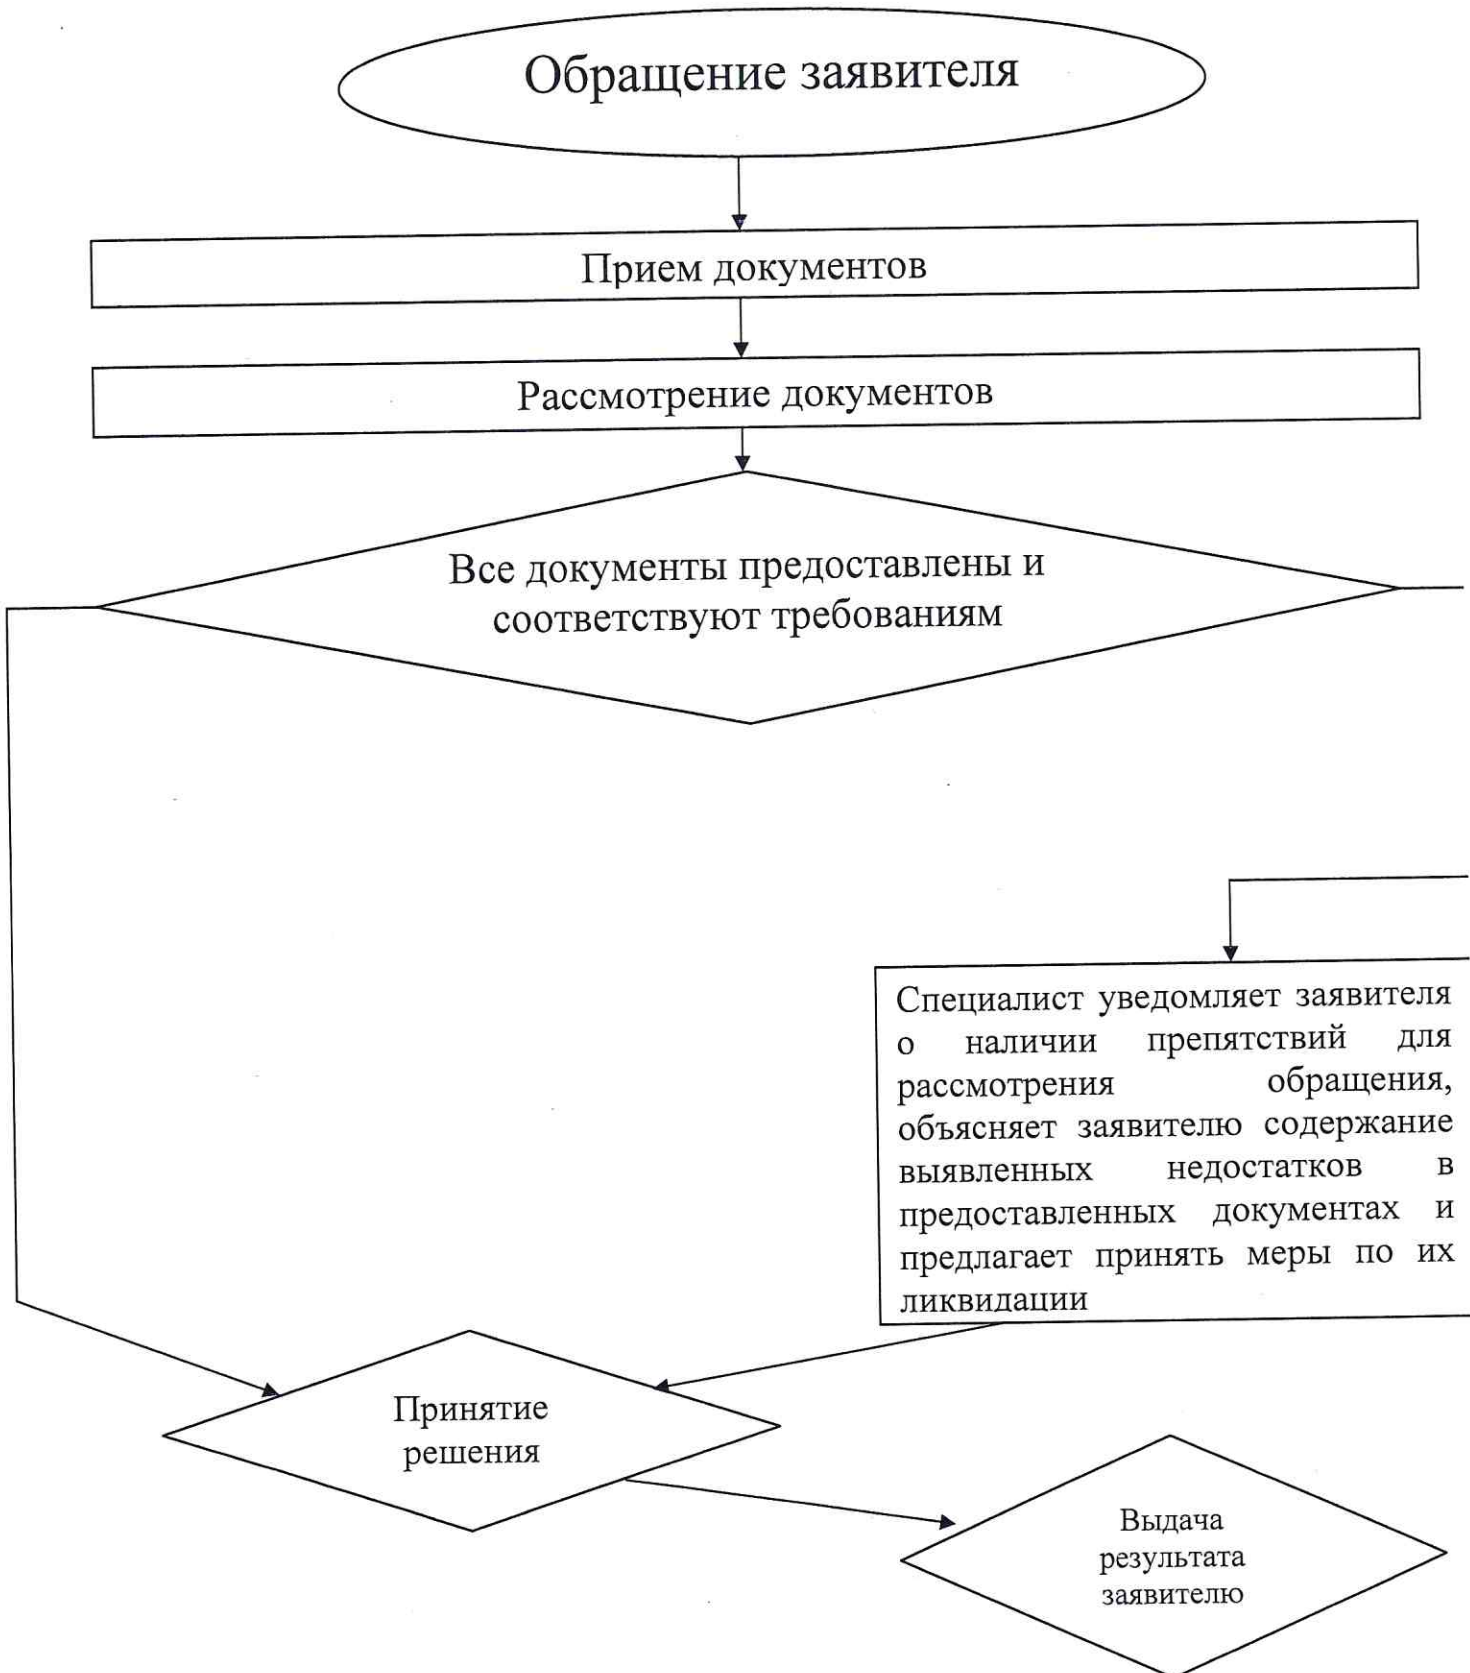 Обращение заявителя
Прием документов
Рассмотрение документов
Все документы предоставлены и
соответствуют требованиям
Специалист уведомляет заявителя
о наличии препятствий для
рассмотрения обращения,
объясняет заявителю содержание
выявленных недостатков в
предоставленных документах и
предлагает принять меры по их
ликвидации
Принятие
решения
Выдача
результата
заявителю